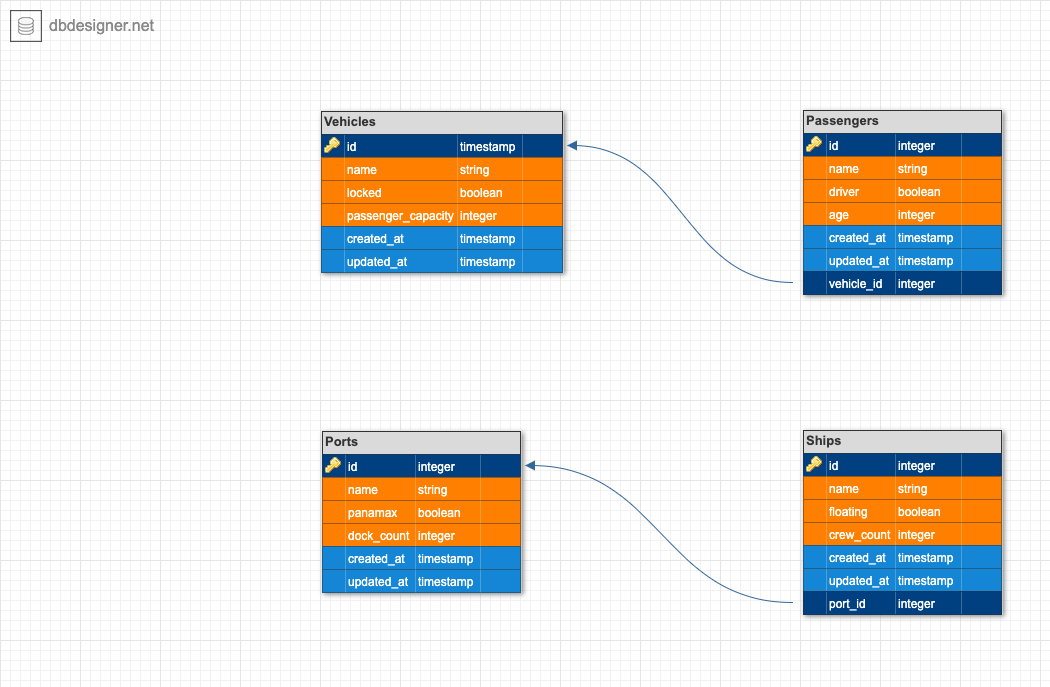 dbdesigner.net
Vehicles
id timestamp
name string
locked boolean
passenger_capacity integer
created_at timestamp
updated_at timestamp
Passengers
id integer
name string
driver boolean
age integer
created_at timestamp
updated_at timestamp
vehicle_id integer
Ports
id integer
name string
panamax boolean
dock_count integer
created_at timestamp
updated_at timestamp
Ships
id integer
name string
floating boolean
crew_count integer
created_at timestamp
updated_at timestamp
port_id integer